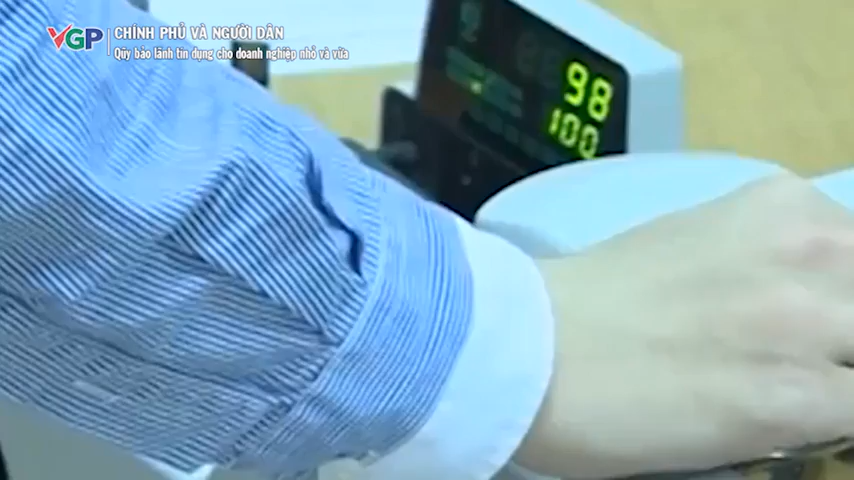 VGP
CHÍNH PHỦ VÀ NGƯỜI DÂN
Quỹ bảo lãnh tín dụng cho doanh nghiệp nhỏ và vừa
98
100